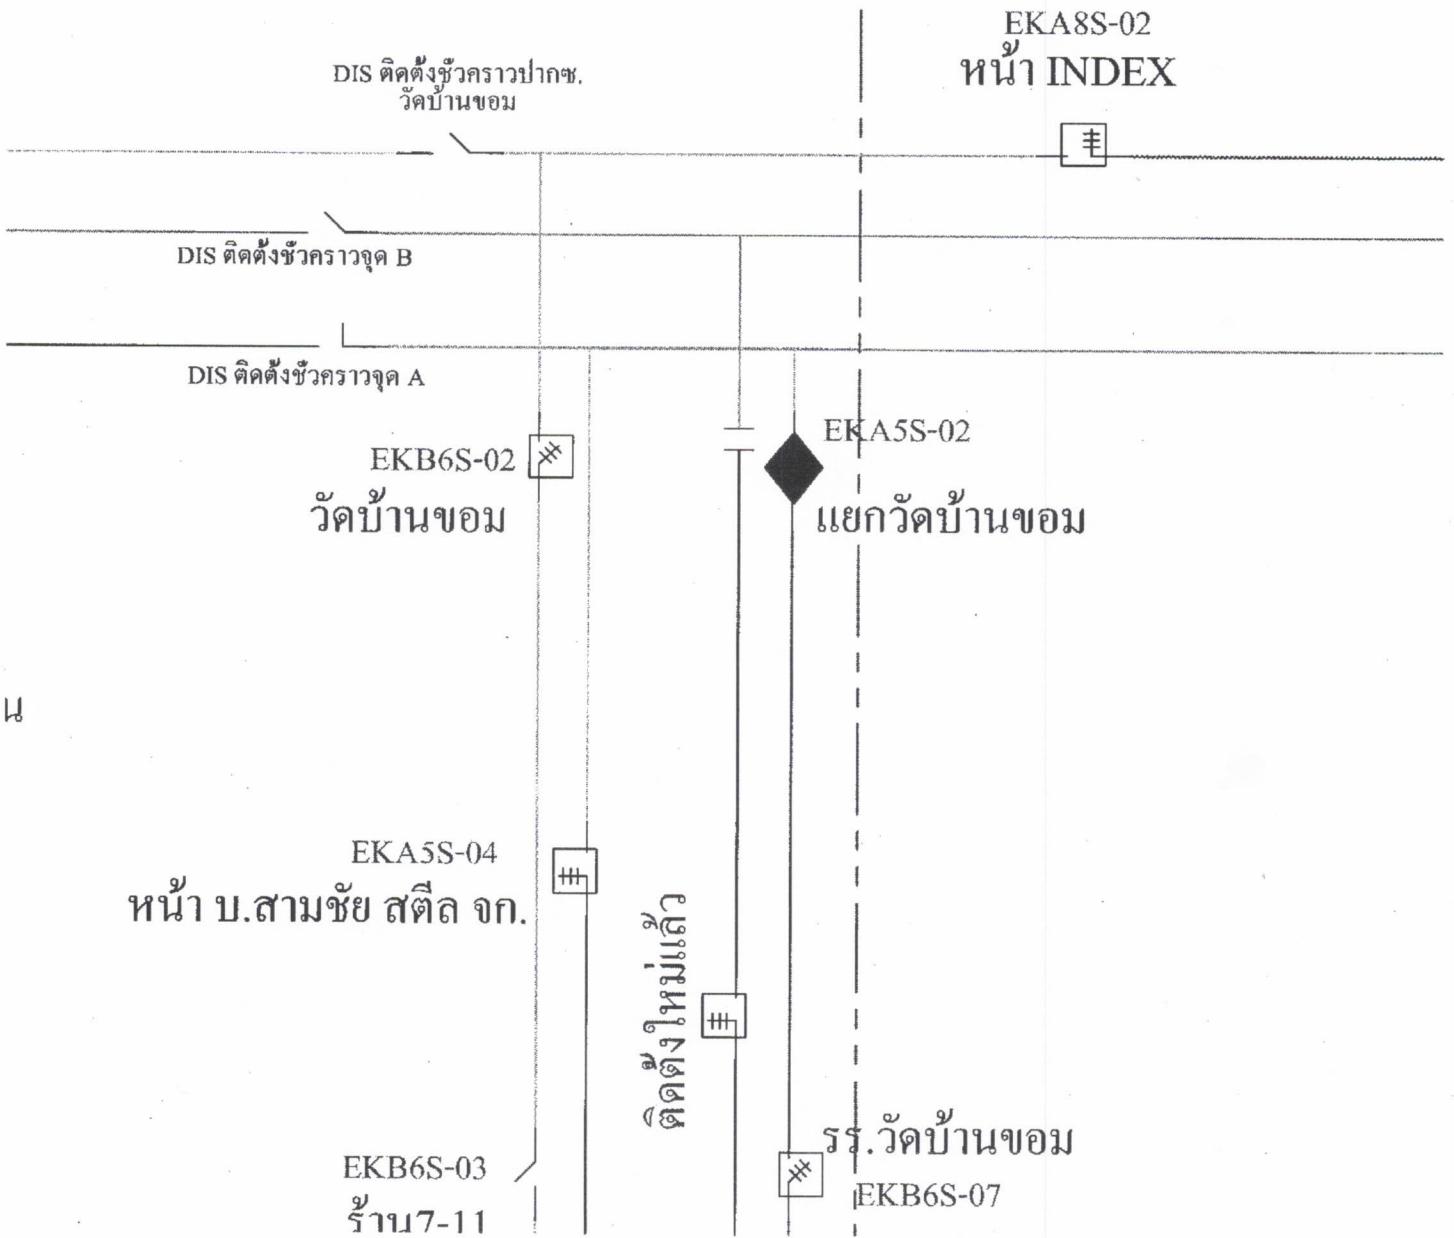 EKA8S-02
หน้า INDEX
DIS ติดตั้งชั่วคราวปากซ.
วัดบ้านขอม
DIS ติดตั้งชั่วคราวจุด B
DIS ติดตั้งชั่วคราวจุด A
EKB6S-02
วัดบ้านขอม
EKA5S-02
แยกวัดบ้านขอม
น
EKA5S-04
หน้า บ.สามชัย สตีล จก.
ติดตั้งใหม่แล้ว
รร.วัดบ้านขอม
EKB6S-07
EKB6S-03
ร้าน7-11